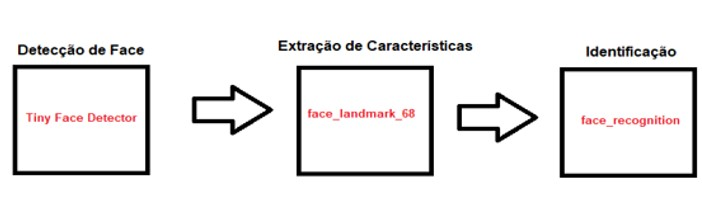 Detecção de Face
Extração de Caracteristicas
Identificação
Tiny Face Detector
face_landmark_68
face_recognition